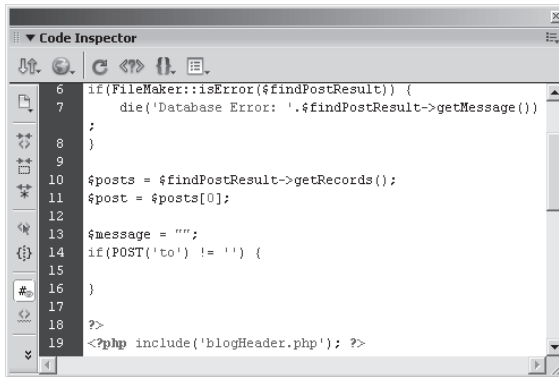 Code Inspector
6 if(FileMaker::isError($findPostResult)) {
7 die('Database Error: '.$findPostResult->getMessage())
;
8 }
9
10 $posts = $findPostResult->getRecords();
11 $post = $posts[0];
12
13 $message = "";
14 if(POST('to') != '') {
15
16 }
17
18 ?>
19 <?php include('blogHeader.php'); ?>